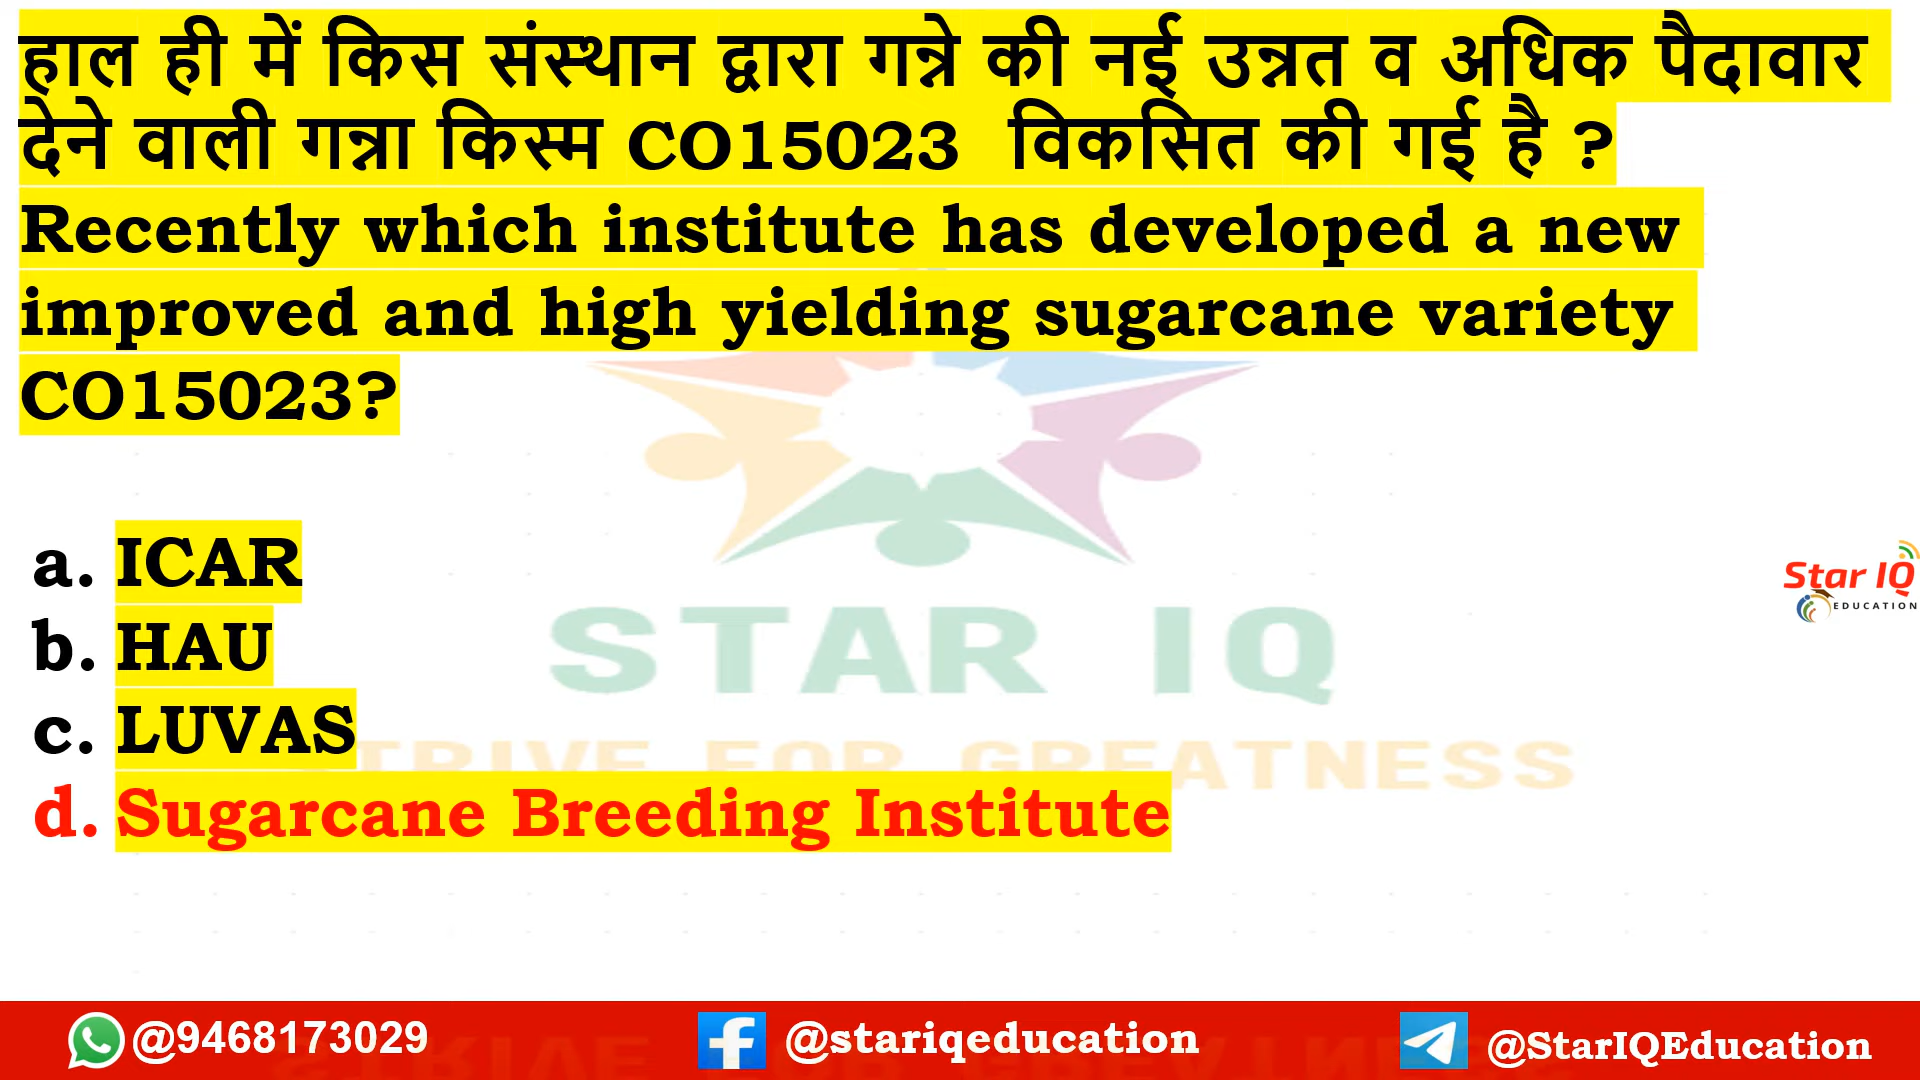 हाल ही में किस संस्थान द्वारा गन्ने की नई उन्नत व अधिक पैदावार
देने वाली गन्ना किस्म CO15023 विकसित की गई है ?
Recently which institute has developed a new
improved and high yielding sugarcane variety
CO15023?
a. ICAR
b. HAU
c. LUVAS
d. Sugarcane Breeding Institute
STAR IQ
STRIVE FOR GREATNESS
Star IQ
EDUCATION
@9468173029
@stariqeducation
@StarIQEducation